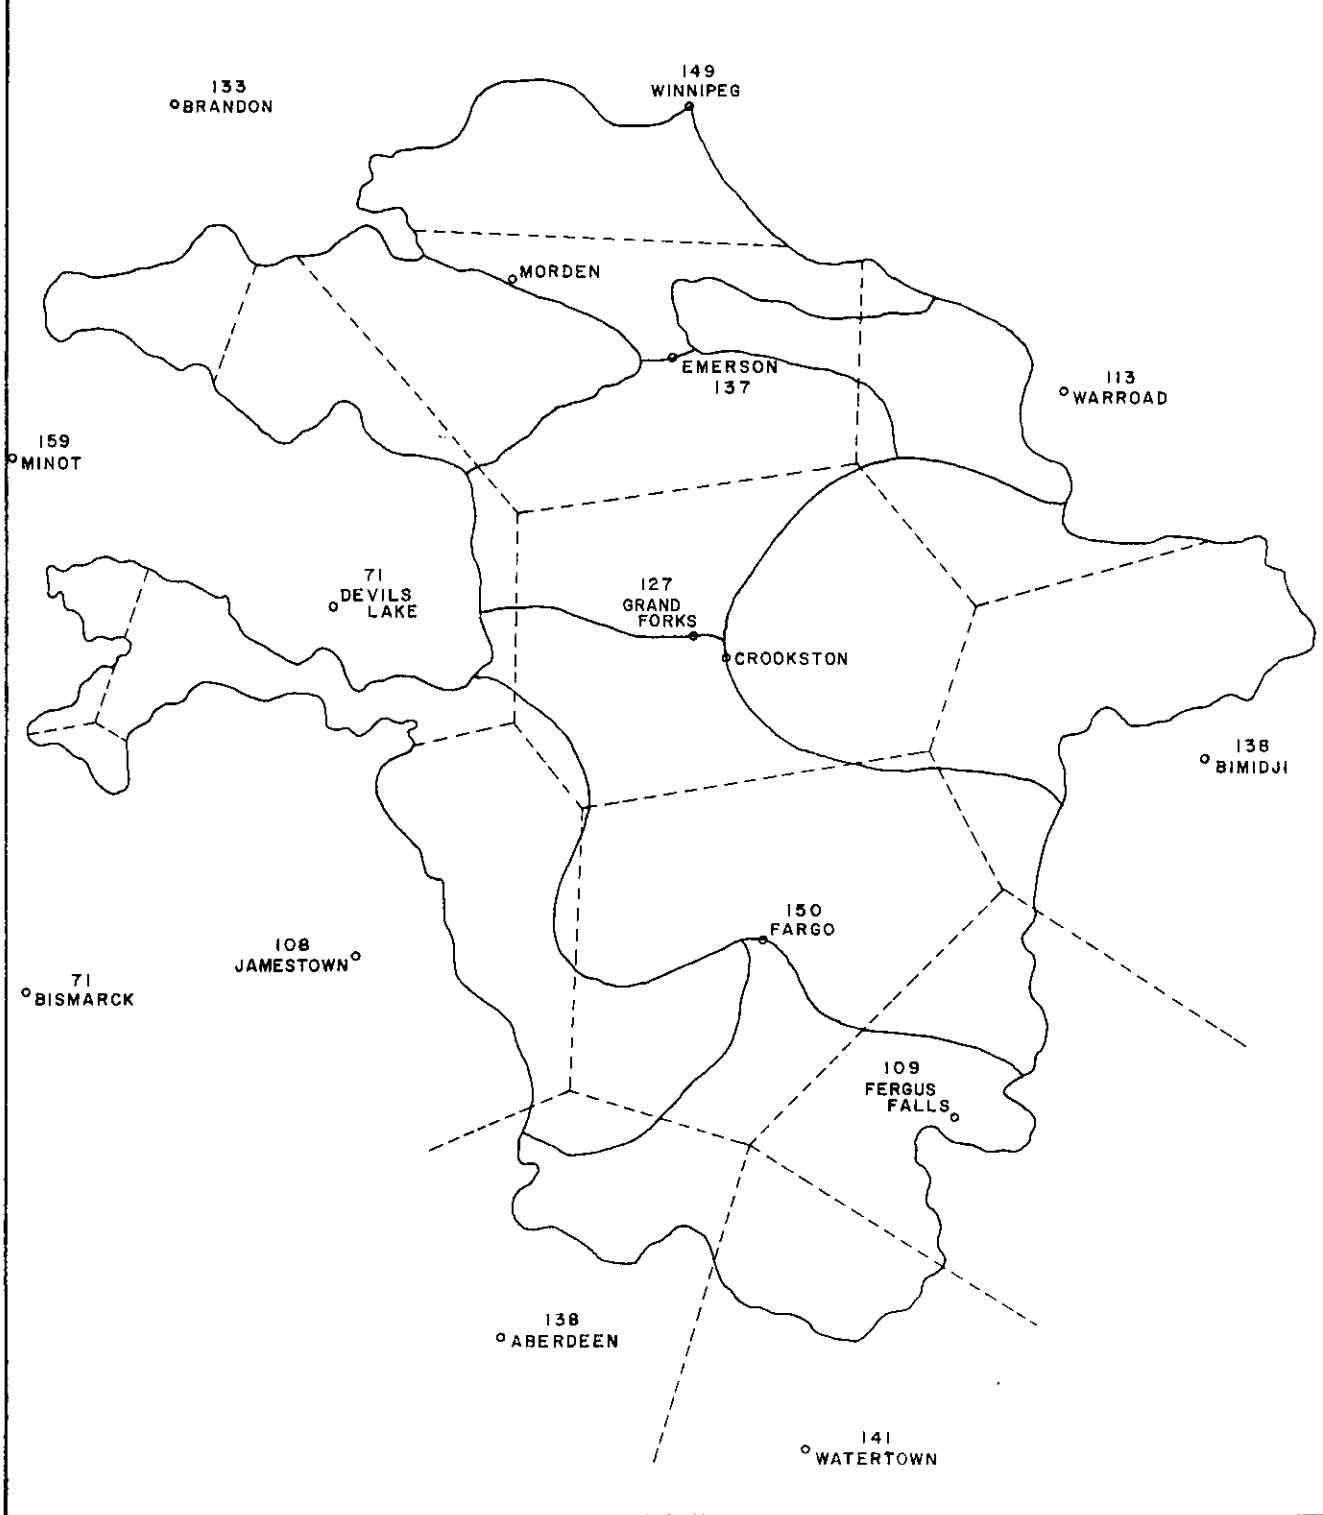 149
WINNIPEG
133
BRANDON
MORDEN
EMERSON
137
113
WARROAD
159
MINOT
71
DEVILS
LAKE
127
GRAND
FORKS
CROOKSTON
138
BIMIDJI
150
FARGO
108
JAMESTOWN
71
BISMARCK
109
FERGUS
FALLS
138
ABERDEEN
141
WATERTOWN